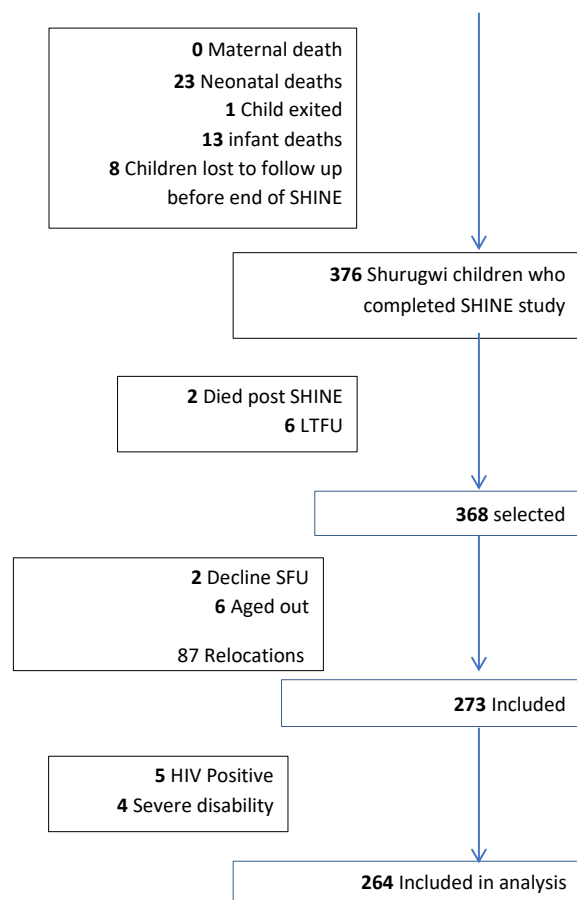 0 Maternal death
23 Neonatal deaths
1 Child exited
13 infant deaths
8 Children lost to follow up
before end of SHINE
376 Shurugwi children who
completed SHINE study
2 Died post SHINE
6 LTFU
368 selected
2 Decline SFU
6 Aged out
87 Relocations
273 Included
5 HIV Positive
4 Severe disability
264 Included in analysis